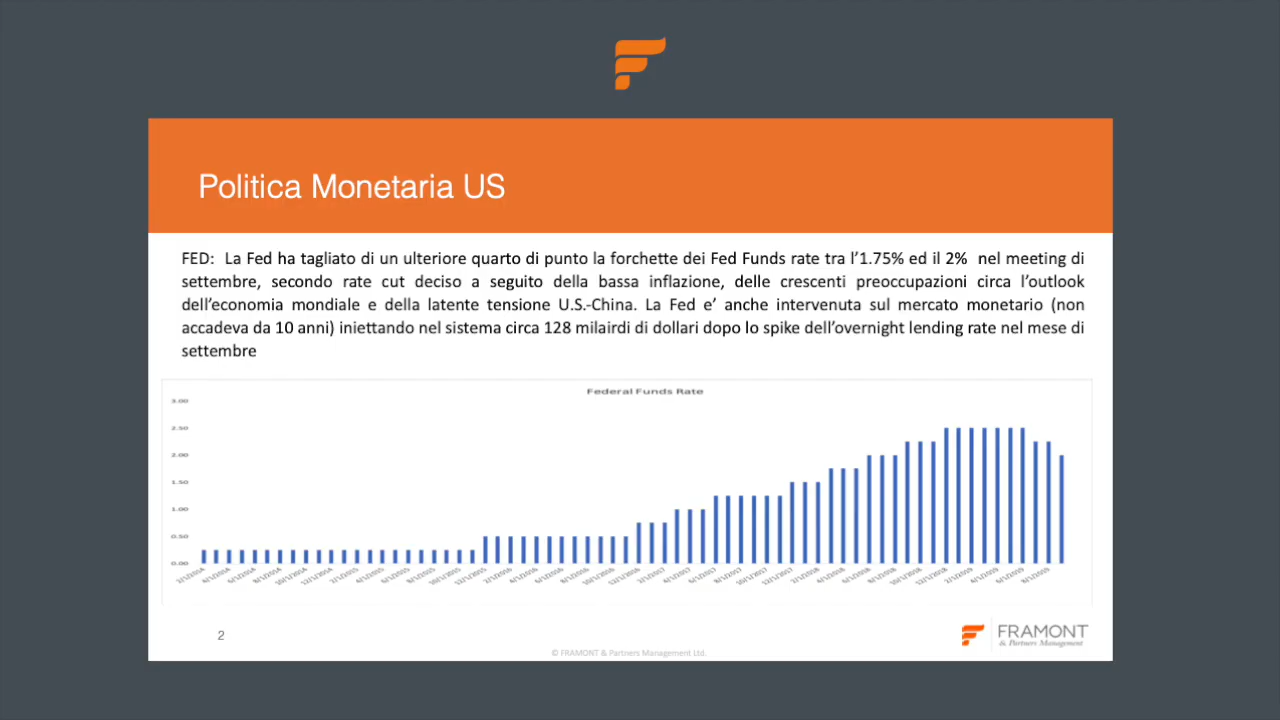 Politica Monetaria US
FED: La Fed ha tagliato di un ulteriore quarto di punto la forchette dei Fed Funds rate tra l’1.75% ed il 2% nel meeting di
settembre, secondo rate cut deciso a seguito della bassa inflazione, delle crescenti preoccupazioni circa l’outlook
dell’economia mondiale e della latente tensione U.S.-China. La Fed e’ anche intervenuta sul mercato monetario (non
accadeva da 10 anni) iniettando nel sistema circa 128 milairdi di dollari dopo lo spike dell’overnight lending rate nel mese di
settembre
Federal Funds Rate
3.00
2.50
2.00
1.50
1.00
0.50
0.00
2
FRAMONT
& Partners Management
© FRAMONT & Partners Management Ltd.